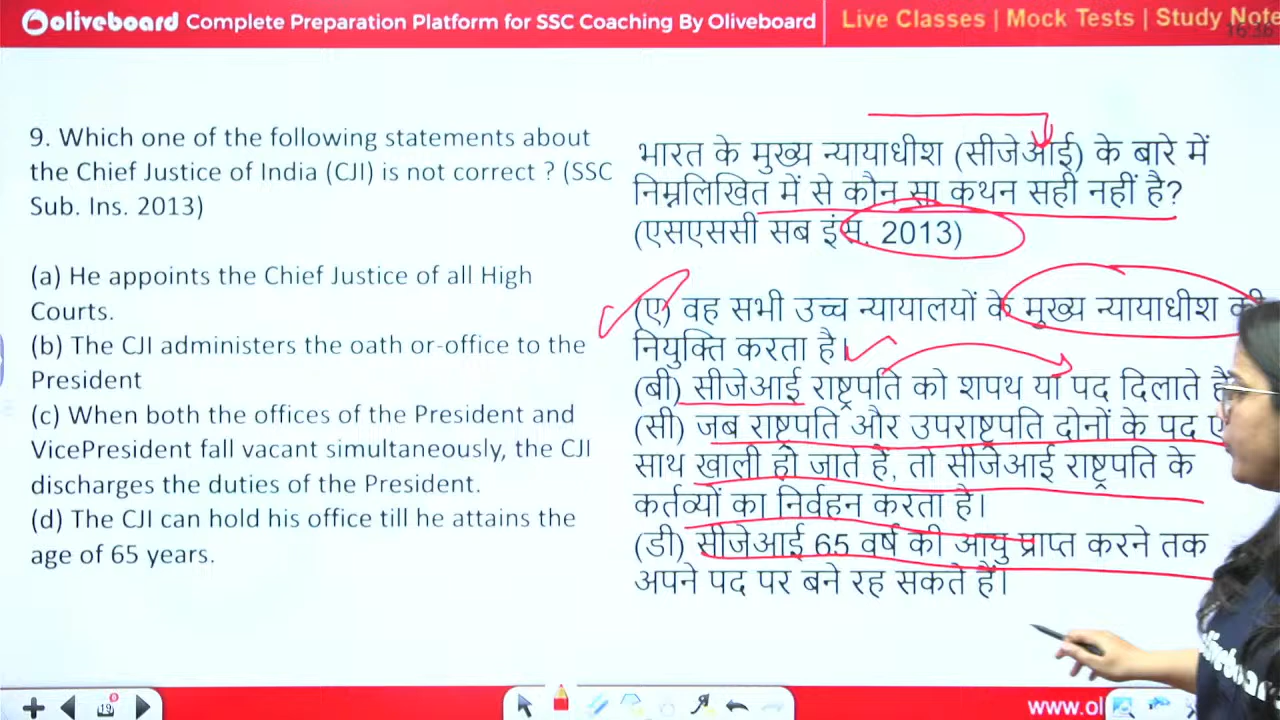 oliveboard Complete Preparation Platform for SSC Coaching By Oliveboard
Live Classes | Mock Tests | Study Note
16:36
9. Which one of the following statements about
the Chief Justice of India (CJI) is not correct ? (SSC
Sub. Ins. 2013)
(a) He appoints the Chief Justice of all High
Courts.
(b) The CJI administers the oath or-office to the
President
(c) When both the offices of the President and
VicePresident fall vacant simultaneously, the CJI
discharges the duties of the President.
(d) The CJI can hold his office till he attains the
age of 65 years.
भारत के मुख्य न्यायाधीश (सीजेआई) के बारे में
निम्नलिखित में से कौन सा कथन सही नहीं है?
(एसएससी सब इंस. 2013)
(ए) वह सभी उच्च न्यायालयों के मुख्य न्यायाधीश की
नियुक्ति करता है।
(बी) सीजेआई राष्ट्रपति को शपथ या पद दिलाते हैं
(सी) जब राष्ट्रपति और उपराष्ट्रपति दोनों के पद ए
साथ खाली हो जाते हैं, तो सीजेआई राष्ट्रपति के
कर्तव्यों का निर्वहन करता है।
(डी) सीजेआई 65 वर्ष की आयु प्राप्त करने तक
अपने पद पर बने रह सकते हैं।
19
www.ol